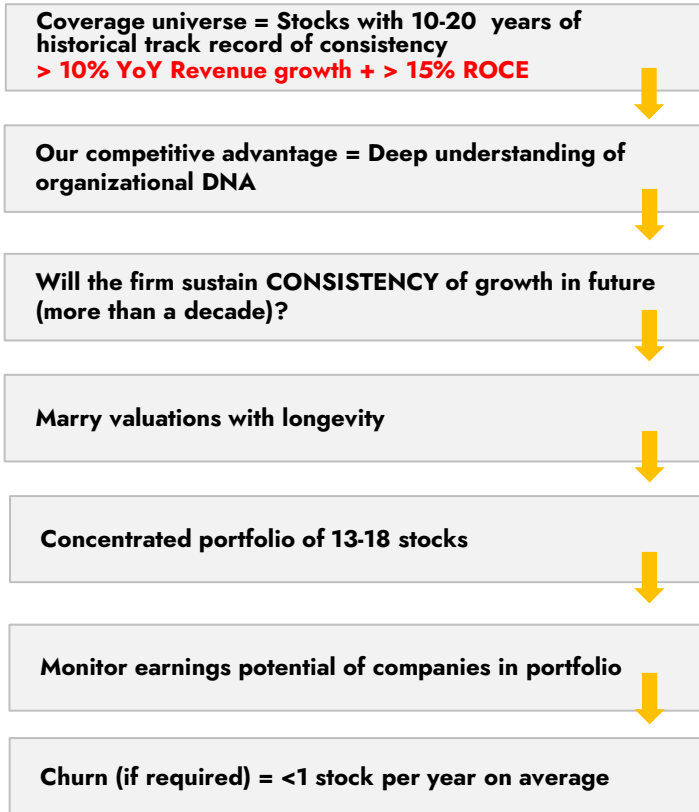 Coverage universe = Stocks with 10-20 years of
historical track record of consistency
> 10% YoY Revenue growth + > 15% ROCE
Our competitive advantage = Deep understanding of
organizational DNA
Will the firm sustain CONSISTENCY of growth in future
(more than a decade)?
Marry valuations with longevity
Concentrated portfolio of 13-18 stocks
Monitor earnings potential of companies in portfolio
Churn (if required) = <1 stock per year on average